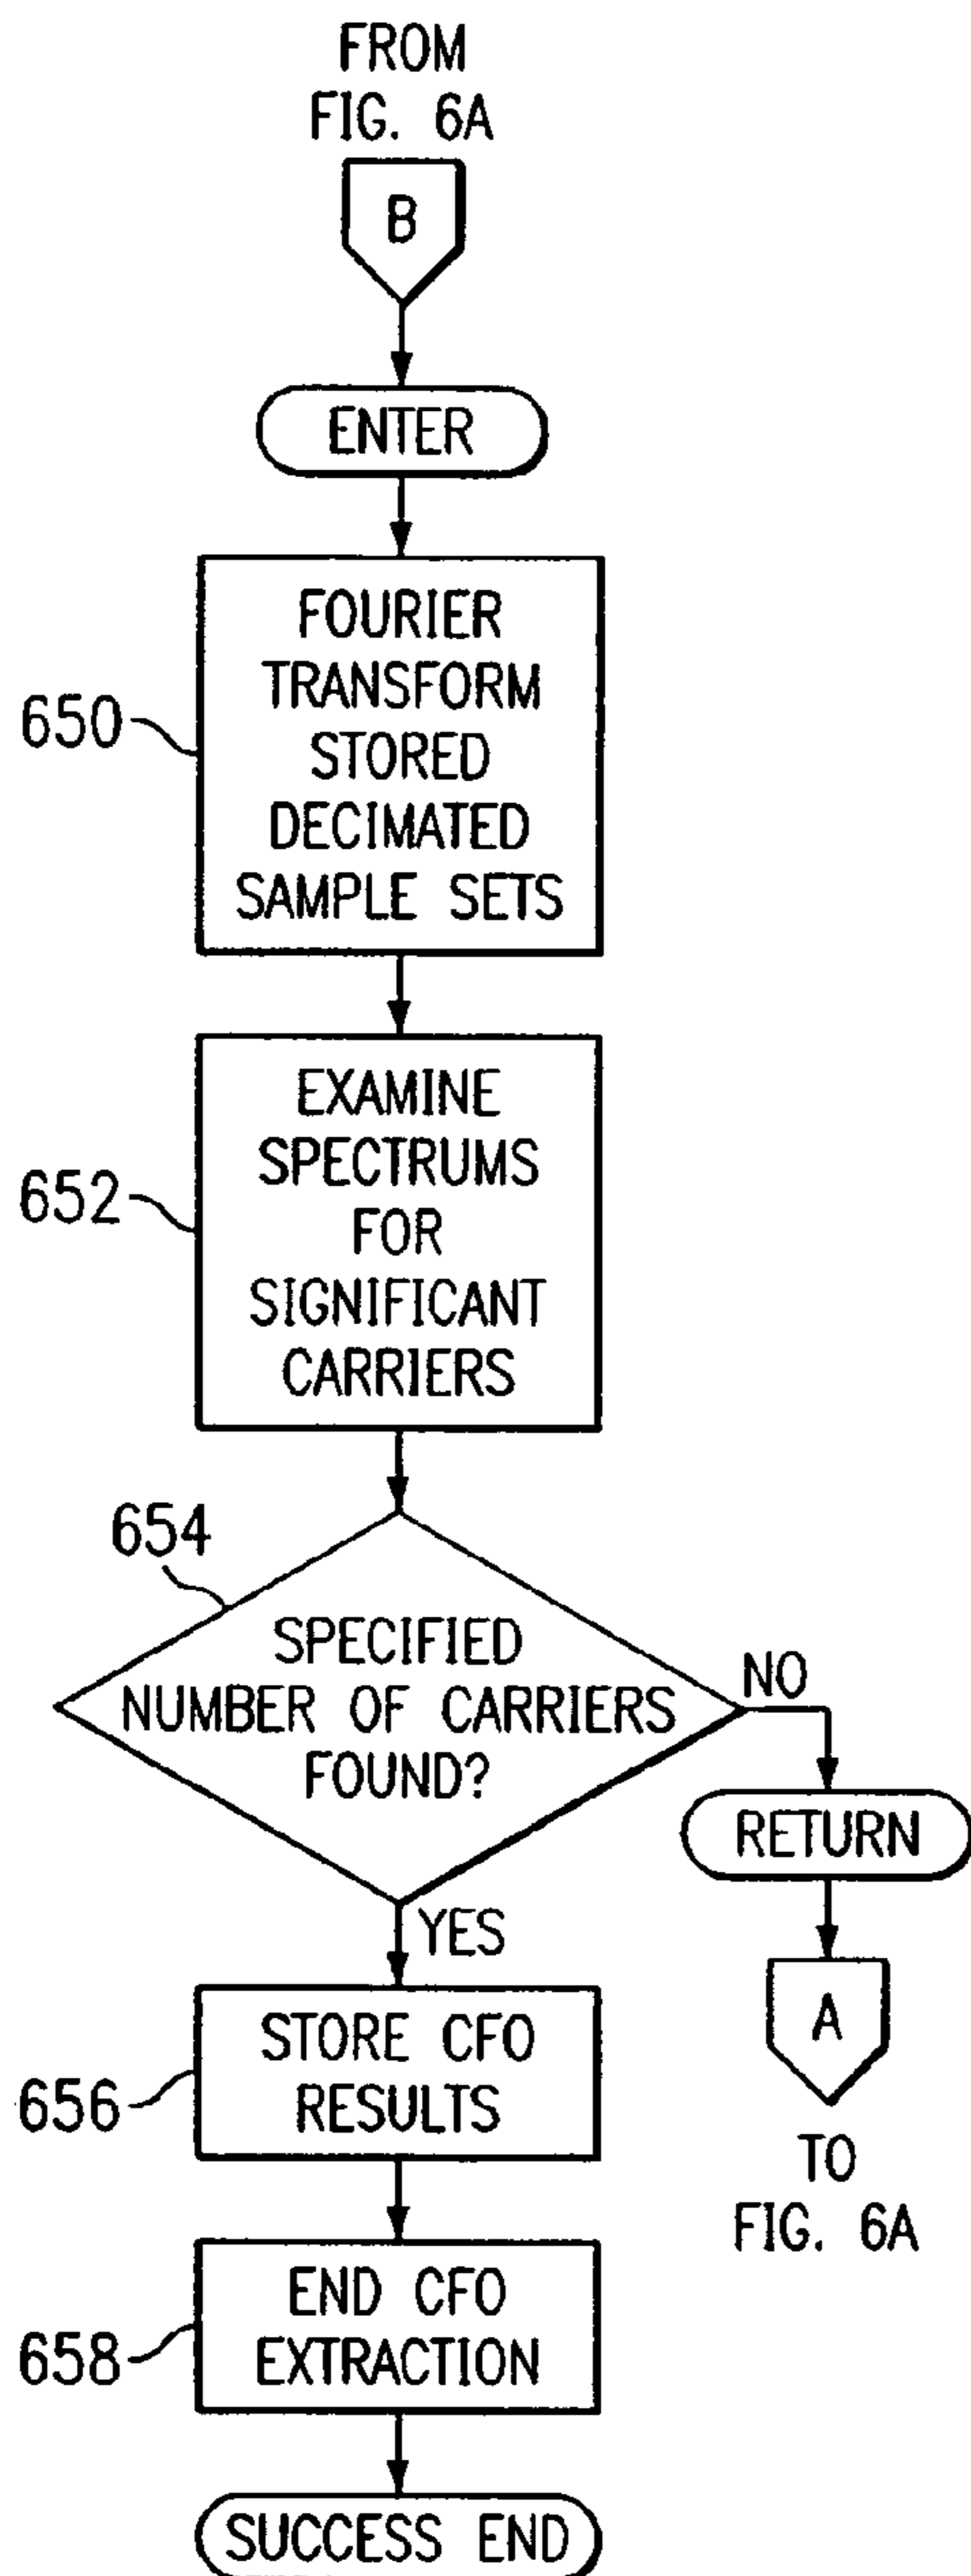 FROM
FIG. 6A
B
ENTER
650
FOURIER
TRANSFORM
STORED
DECIMATED
SAMPLE SETS
652
EXAMINE
SPECTRUMS
FOR
SIGNIFICANT
CARRIERS
654
SPECIFIED
NUMBER OF CARRIERS
FOUND?
NO
RETURN
A
TO
FIG. 6A
YES
656
STORE CFO
RESULTS
658
END CFO
EXTRACTION
SUCCESS END